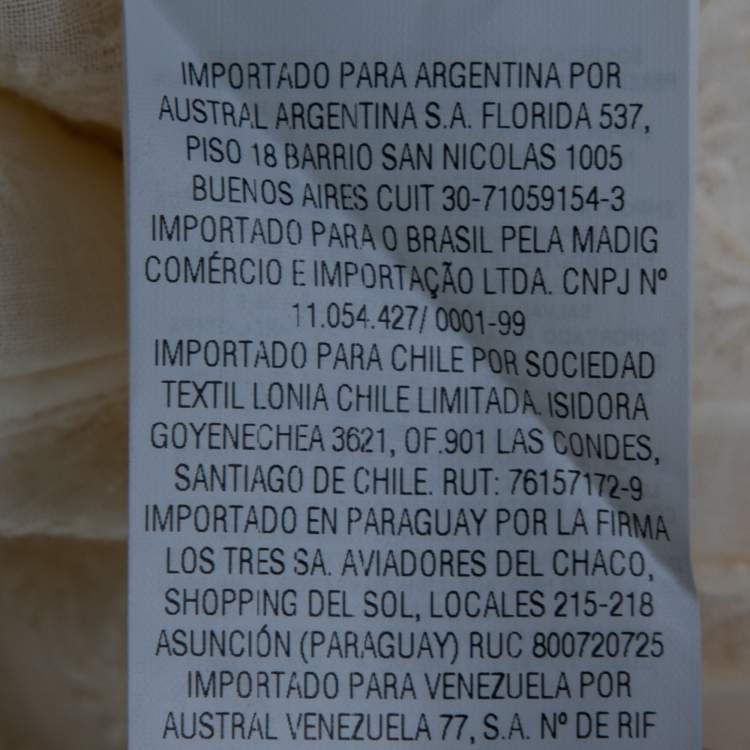 IMPORTADO PARA ARGENTINA POR
AUSTRAL ARGENTINA S.A. FLORIDA 537,
PISO 18 BARRIO SAN NICOLAS 1005
BUENOS AIRES CUIT 30-71059154-3
IMPORTADO PARA O BRASIL PELA MADIG
COMÉRCIO E IMPORTAÇÃO LTDA. CNPJ Nº
11.054.427/ 0001-99
IMPORTADO PARA CHILE POR SOCIEDAD
TEXTIL LONIA CHILE LIMITADA. ISIDORA
GOYENECHEA 3621, OF.901 LAS CONDES,
SANTIAGO DE CHILE. RUT: 76157172-9
IMPORTADO EN PARAGUAY POR LA FIRMA
LOS TRES SA. AVIADORES DEL CHACO,
SHOPPING DEL SOL, LOCALES 215-218
ASUNCIÓN (PARAGUAY) RUC 800720725
IMPORTADO PARA VENEZUELA POR
AUSTRAL VENEZUELA 77, S.A. Nº DE RIF